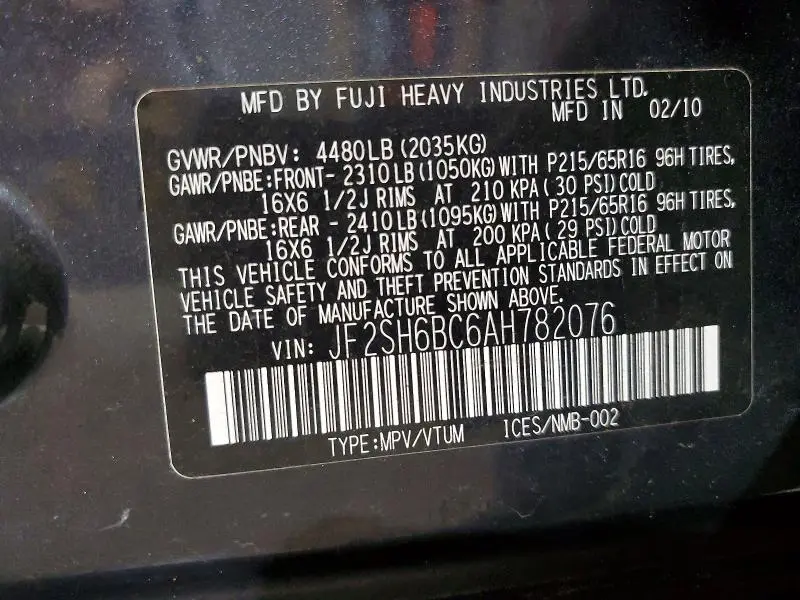 MFD BY FUJI HEAVY INDUSTRIES LTD.
MFD IN 02/10
GVWR/PNBV: 4480LB (2035KG)
GAWR/PNBE:FRONT- 2310LB(1050KG)WITH P215/65R16 96H TIRES,
16X6 1/2J RIMS AT 210 KPA( 30 PSI)COLD
GAWR/PNBE:REAR - 2410LB(1095KG)WITH P215/65R16 96H TIRES,
16X6 1/2J RIMS AT 200 KPA( 29 PSI)COLD
THIS VEHICLE CONFORMS TO ALL APPLICABLE FEDERAL MOTOR
VEHICLE SAFETY AND THEFT PREVENTION STANDARDS IN EFFECT ON
THE DATE OF MANUFACTURE SHOWN ABOVE.
VIN: JF2SH6BC6AH782076
TYPE:MPV/VTUM ICES/NMB-002